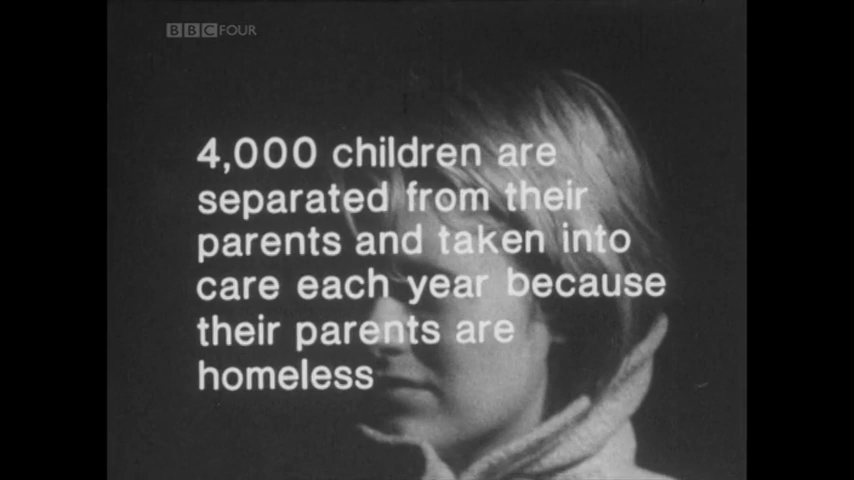 BBC FOUR
4,000 children are
separated from their
parents and taken into
care each year because
their parents are
homeless